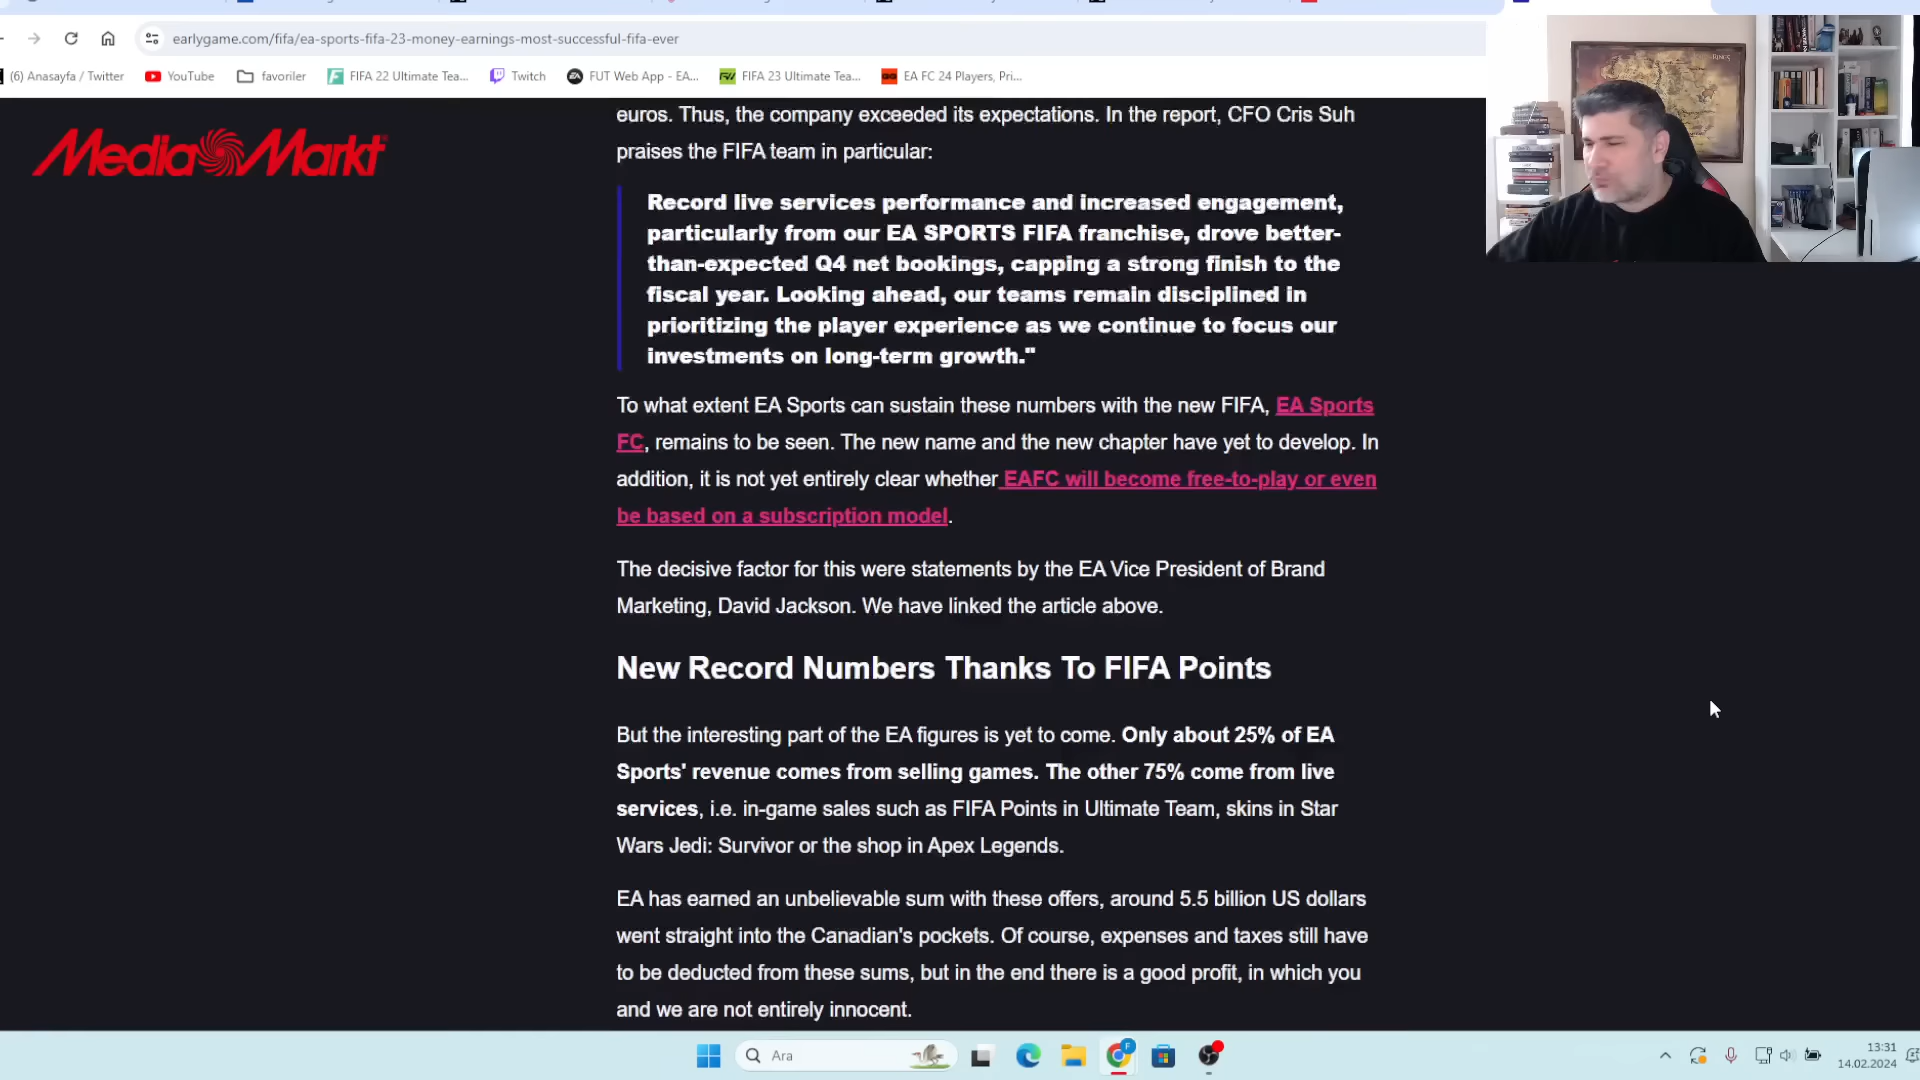 earlygame.com/fifa/ea-sports-fifa-23-money-earnings-most-successful-fifa-ever
(6) Anasayfa / Twitter
YouTube
favoriler
FIFA 22 Ultimate Tea...
Twitch
FUT Web App - EA...
FIFA 23 Ultimate Tea...
EA FC 24 Players, Pri...
MediaMarkt
euros. Thus, the company exceeded its expectations. In the report, CFO Cris Suh
praises the FIFA team in particular:
Record live services performance and increased engagement,
particularly from our EA SPORTS FIFA franchise, drove better-
than-expected Q4 net bookings, capping a strong finish to the
fiscal year. Looking ahead, our teams remain disciplined in
prioritizing the player experience as we continue to focus our
investments on long-term growth."
To what extent EA Sports can sustain these numbers with the new FIFA, EA Sports
FC, remains to be seen. The new name and the new chapter have yet to develop. In
addition, it is not yet entirely clear whether EAFC will become free-to-play or even
be based on a subscription model.
The decisive factor for this were statements by the EA Vice President of Brand
Marketing, David Jackson. We have linked the article above.
New Record Numbers Thanks To FIFA Points
But the interesting part of the EA figures is yet to come. Only about 25% of EA
Sports' revenue comes from selling games. The other 75% come from live
services, i.e. in-game sales such as FIFA Points in Ultimate Team, skins in Star
Wars Jedi: Survivor or the shop in Apex Legends.
EA has earned an unbelievable sum with these offers, around 5.5 billion US dollars
went straight into the Canadian's pockets. Of course, expenses and taxes still have
to be deducted from these sums, but in the end there is a good profit, in which you
and we are not entirely innocent.
Ara
13:31
14.02.2024